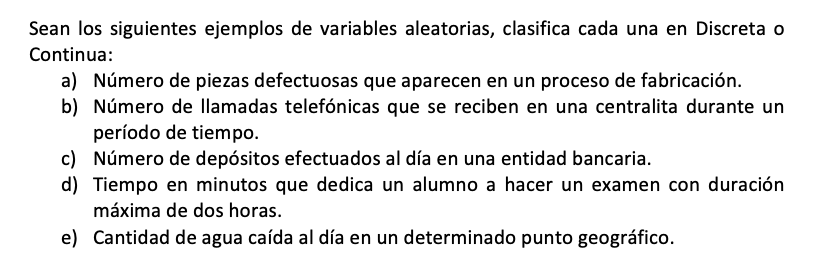 Sean los siguientes ejemplos de variables aleatorias, clasifica cada una en Discreta o
Continua:
a) Número de piezas defectuosas que aparecen en un proceso de fabricación.
b) Número de llamadas telefónicas que se reciben en una centralita durante un
período de tiempo.
c) Número de depósitos efectuados al día en una entidad bancaria.
d) Tiempo en minutos que dedica un alumno a hacer un examen con duración
máxima de dos horas.
e) Cantidad de agua caída al día en un determinado punto geográfico.